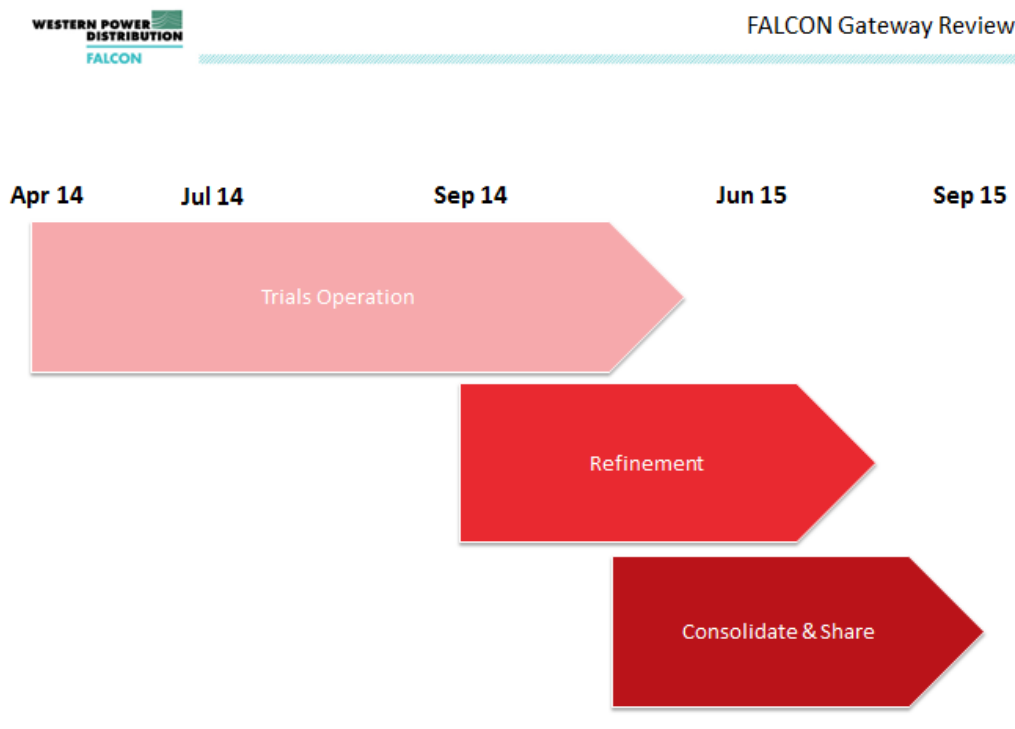 WESTERN POWER
DISTRIBUTION
FALCON
FALCON Gateway Review
Apr 14 Jul 14 Sep 14 Jun 15 Sep 15
Trials Operation
Refinement
Consolidate & Share